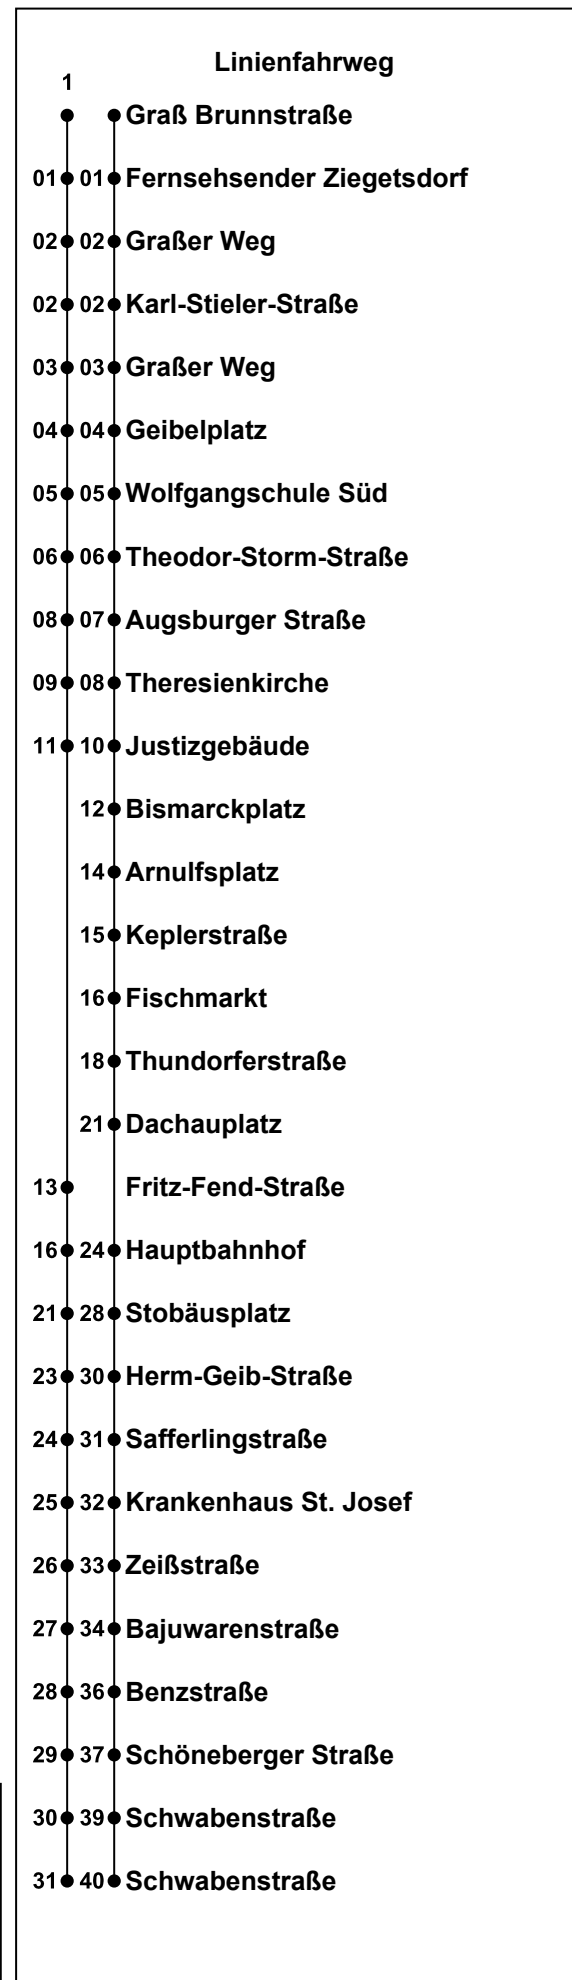 Linienfahrweg
1
Graß Brunnstraße
01 01 Fernsehsender Ziegetsdorf
02 02 Graßer Weg
02 02 Karl-Stieler-Straße
03 03 Graßer Weg
04 04 Geibelplatz
05 05 Wolfgangschule Süd
06 06 Theodor-Storm-Straße
08 07 Augsburger Straße
09 08 Theresienkirche
11 10 Justizgebäude
12 Bismarckplatz
14 Arnulfsplatz
15 Keplerstraße
16 Fischmarkt
18 Thundorferstraße
21 Dachauplatz
13 Fritz-Fend-Straße
16 24 Hauptbahnhof
21 28 Stobäusplatz
23 30 Herm-Geib-Straße
24 31 Safferlingstraße
25 32 Krankenhaus St. Josef
26 33 Zeißstraße
27 34 Bajuwarenstraße
28 36 Benzstraße
29 37 Schöneberger Straße
30 39 Schwabenstraße
31 40 Schwabenstraße